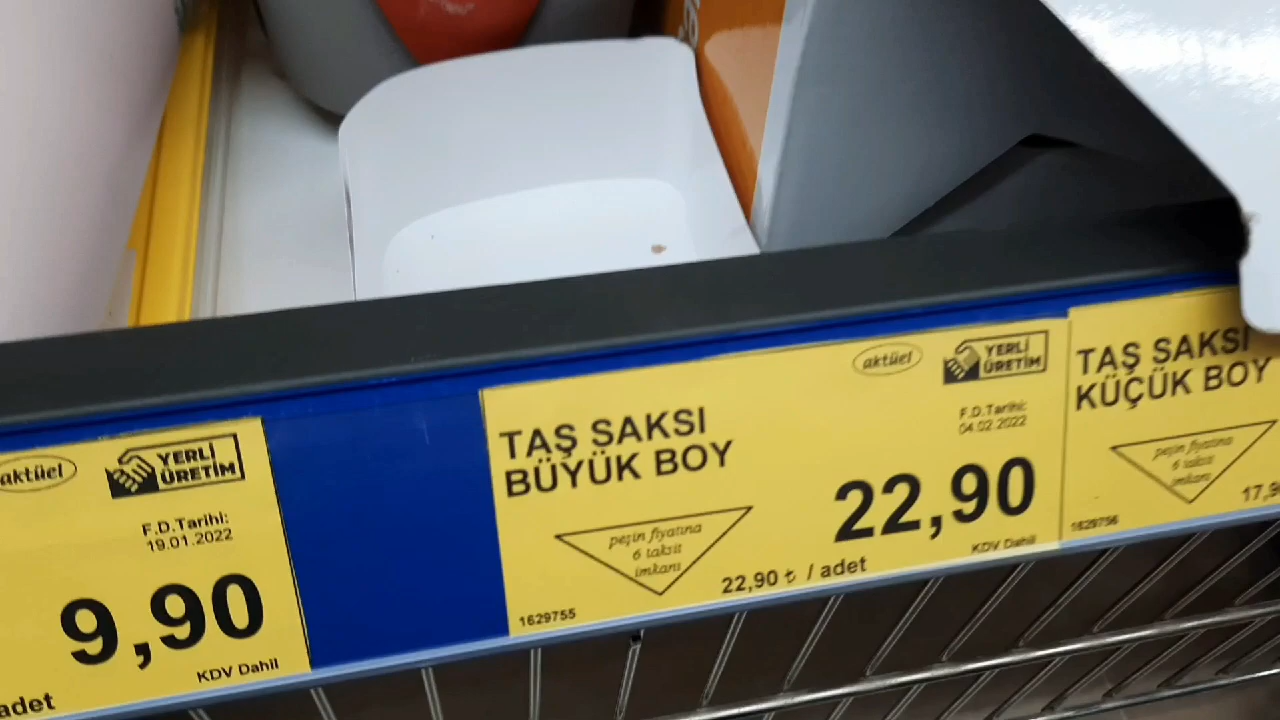 aktüel
YERLİ
ÜRETİM
F.D.Tarihi:
19.01.2022
9,90
KDV Dahil
adet
TAŞ SAKSI
BÜYÜK BOY
aktüel
YERLİ
ÜRETİM
F.D.Tarihi:
04.02.2022
22,90
peşin fiyatına
6 taksit
imkanı
22,90 ₺ / adet
KDV Dahil
1629755
TAŞ SAKSI
KÜÇÜK BOY
peşin fiyatına
6 taksit
imkanı
1629756